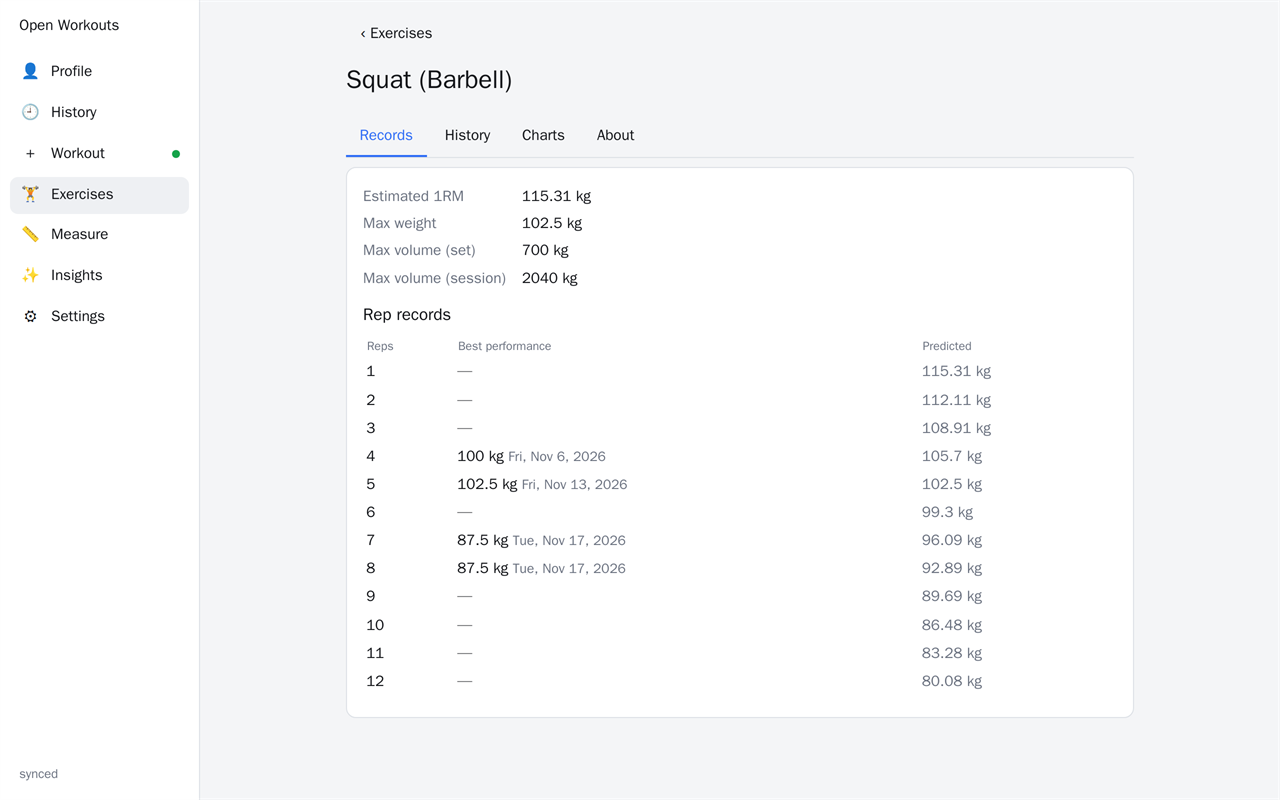 Open Workouts
Profile
History
+ Workout
Exercises
Measure
Insights
Settings
synced
‹ Exercises
Squat (Barbell)
Records History Charts About
Estimated 1RM 115.31 kg
Max weight 102.5 kg
Max volume (set) 700 kg
Max volume (session) 2040 kg
Rep records
Reps Best performance Predicted
1 — 115.31 kg
2 — 112.11 kg
3 — 108.91 kg
4 100 kg Fri, Nov 6, 2026 105.7 kg
5 102.5 kg Fri, Nov 13, 2026 102.5 kg
6 — 99.3 kg
7 87.5 kg Tue, Nov 17, 2026 96.09 kg
8 87.5 kg Tue, Nov 17, 2026 92.89 kg
9 — 89.69 kg
10 — 86.48 kg
11 — 83.28 kg
12 — 80.08 kg